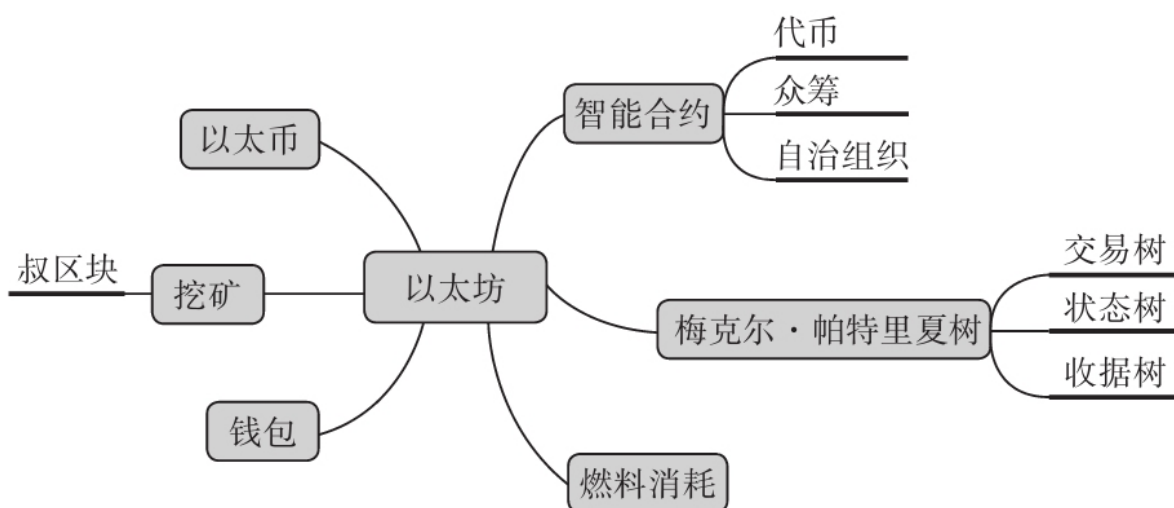 代币
众筹
自治组织
智能合约
以太币
叔区块
挖矿
以太坊
交易树
状态树
收据树
梅克尔·帕特里夏树
钱包
燃料消耗